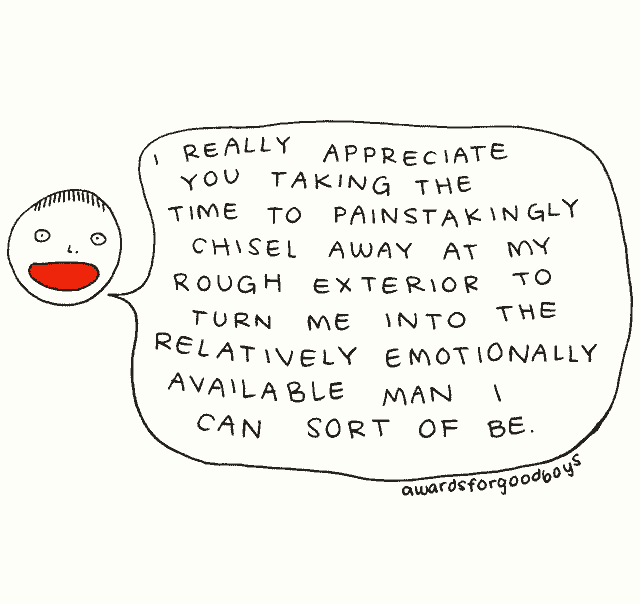 I REALLY APPRECIATE
YOU TAKING THE
TIME TO PAINSTAKINGLY
CHISEL AWAY AT MY
ROUGH EXTERIOR TO
TURN ME INTO THE
RELATIVELY EMOTIONALLY
AVAILABLE MAN I
CAN SORT OF BE.
awardsforgoodboys